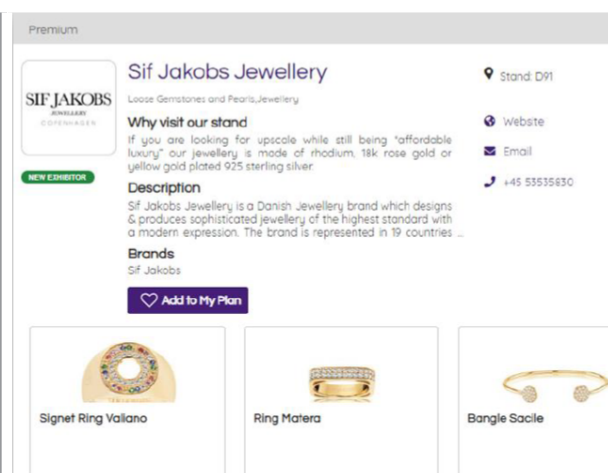 Premium
SIF JAKOBS
JEWELLERY
COPENHAGEN
NEW EXHIBITOR
Sif Jakobs Jewellery
Loose Gemstones and Pearls,Jewellery
Why visit our stand
If you are looking for upscale while still being "affordable
luxury" our jewellery is made of rhodium, 18k rose gold or
yellow gold plated 925 sterling silver.
Description
Sif Jakobs Jewellery is a Danish Jewellery brand which designs
& produces sophisticated jewellery of the highest standard with
a modern expression. The brand is represented in 19 countries ...
Brands
Sif Jakobs
Add to My Plan
Stand: D91
Website
Email
+45 53535630
Signet Ring Valiano
Ring Matera
Bangle Sacile